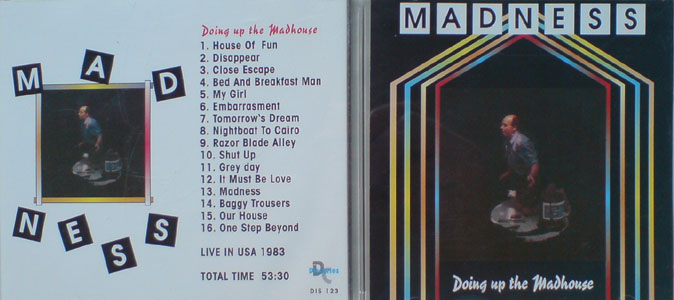 MAD
NESS
Doing up the Madhouse
1. House Of Fun
2. Disappear
3. Close Escape
4. Bed And Breakfast Man
5. My Girl
6. Embarrasment
7. Tomorrow's Dream
8. Nightboat To Cairo
9. Razor Blade Alley
10. Shut Up
11. Grey day
12. It Must Be Love
13. Madness
14. Baggy Trousers
15. Our House
16. One Step Beyond
LIVE IN USA 1983
TOTAL TIME 53:30
DIS 123
MADNESS
Doing up the Madhouse